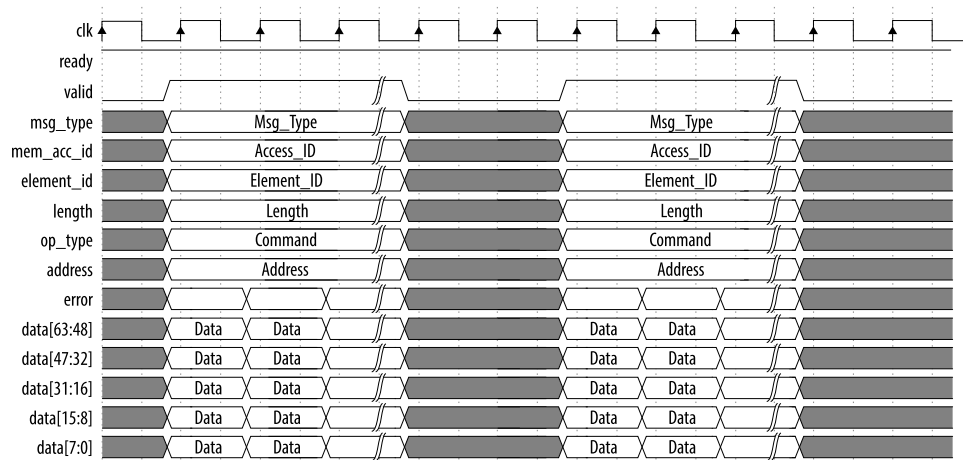 clk
ready
valid
msg_type Msg_Type Msg_Type
mem_acc_id Access_ID Access_ID
element_id Element_ID Element_ID
length Length Length
op_type Command Command
address Address Address
error
data[63:48] Data Data Data Data
data[47:32] Data Data Data Data
data[31:16] Data Data Data Data
data[15:8] Data Data Data Data
data[7:0] Data Data Data Data